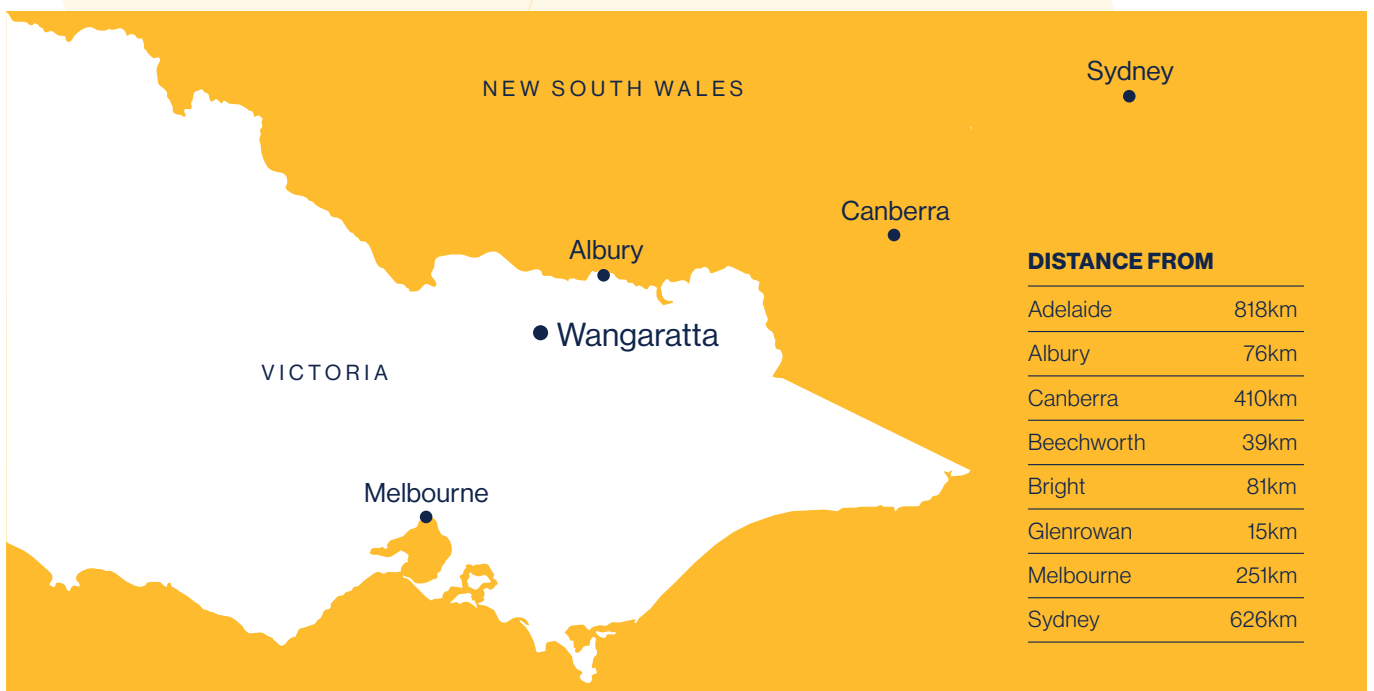 NEW SOUTH WALES
Sydney
Canberra
Albury
Wangaratta
VICTORIA
Melbourne
DISTANCE FROM
Adelaide 818km
Albury 76km
Canberra 410km
Beechworth 39km
Bright 81km
Glenrowan 15km
Melbourne 251km
Sydney 626km